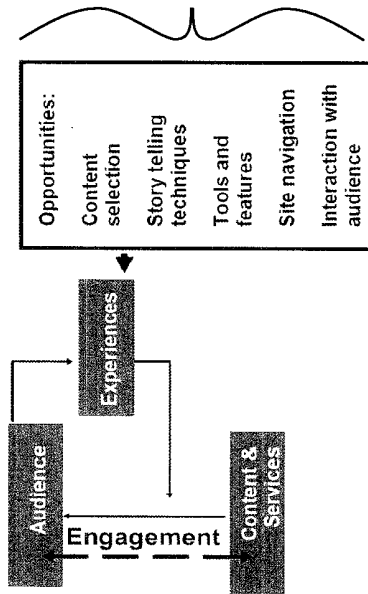 Audience
Engagement
Content &
Services
Experiences
Opportunities:
Content
selection
Story telling
techniques
Tools and
features
Site navigation
Interaction with
audience